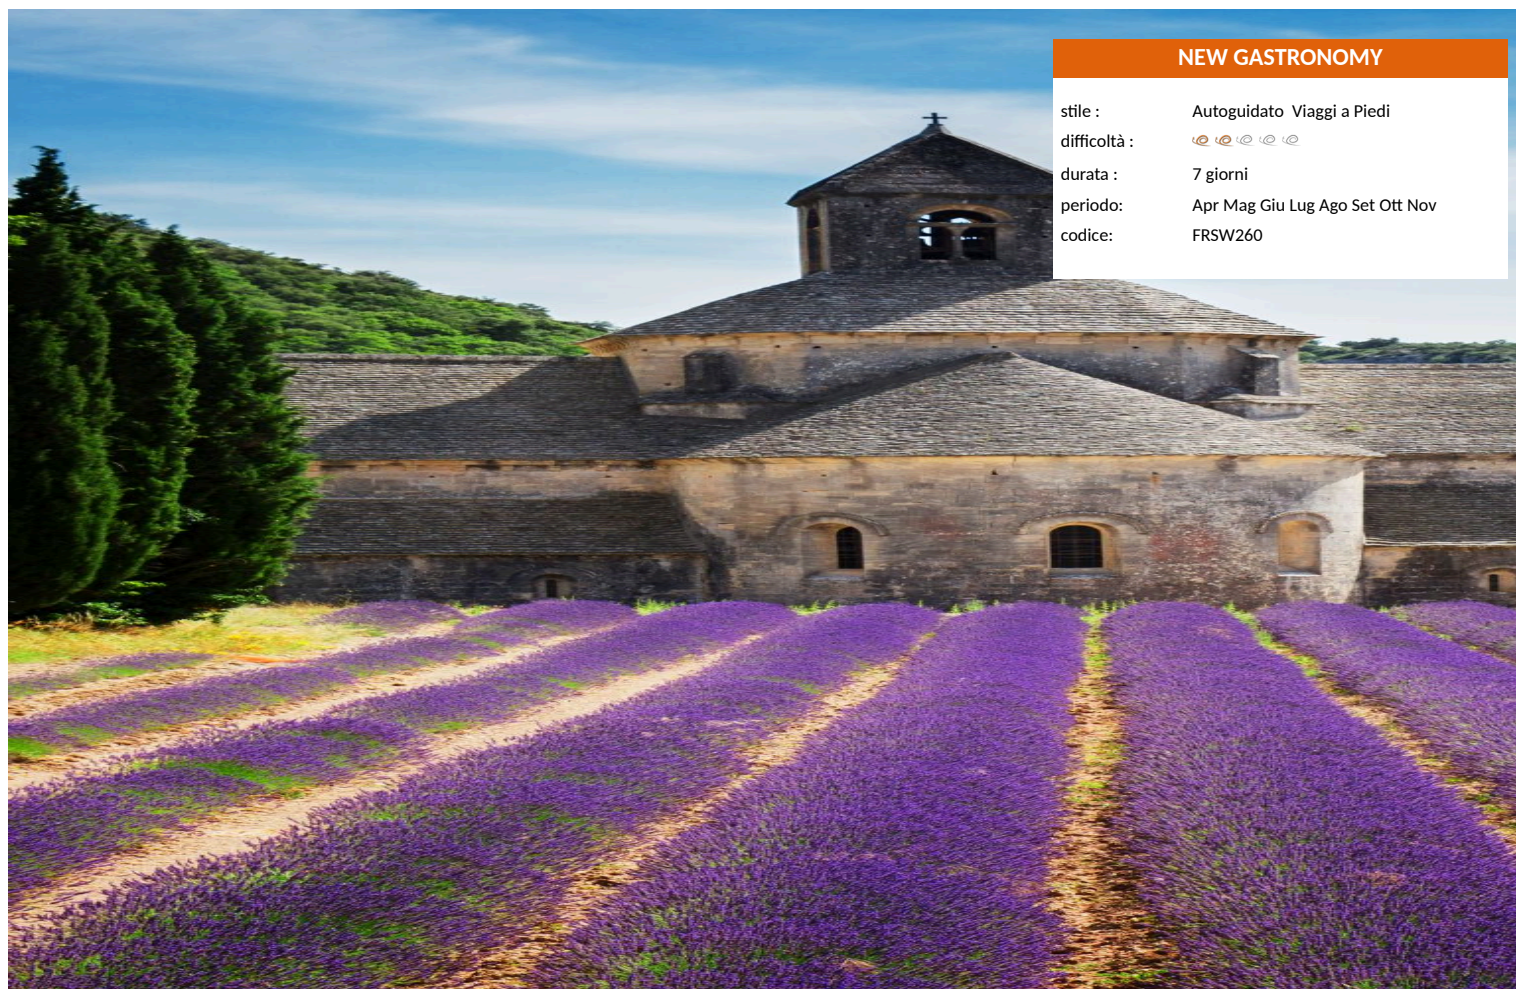 NEW GASTRONOMY
stile : Autoguidato Viaggi a Piedi
difficoltà :
durata : 7 giorni
periodo: Apr Mag Giu Lug Ago Set Ott Nov
codice: FRSW260